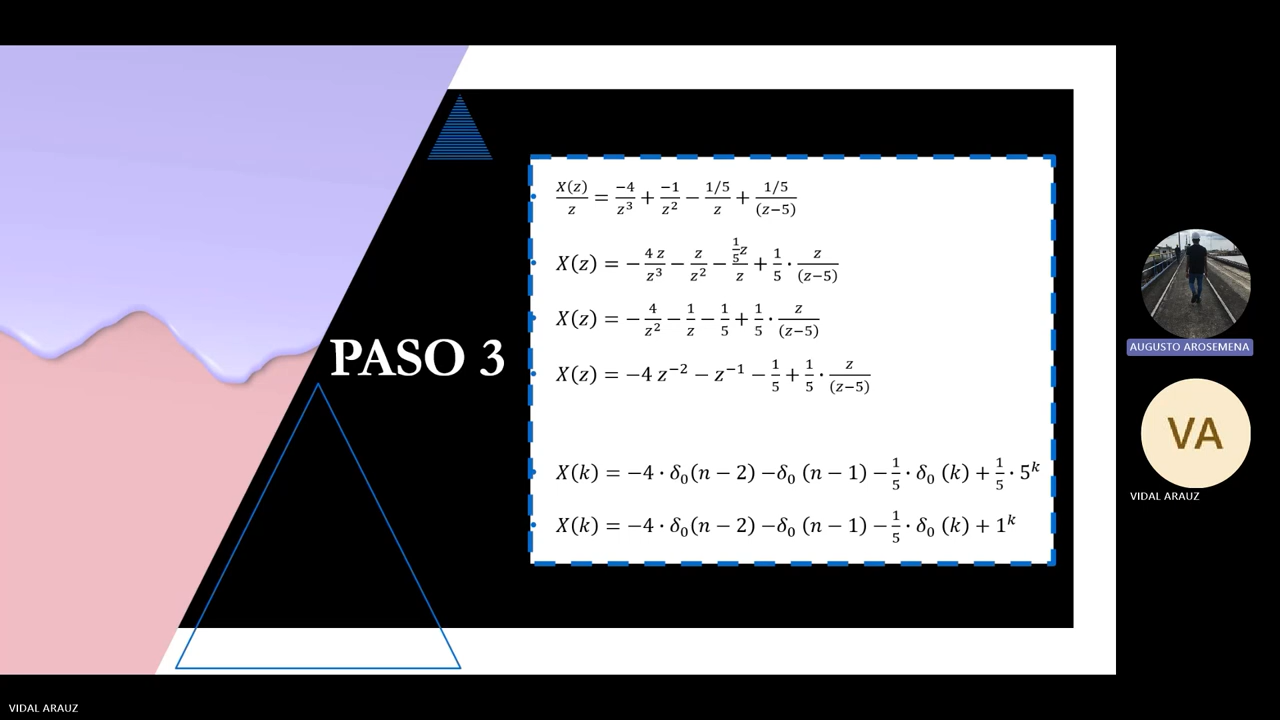 PASO 3
X(z)/z = -4/z³ + -1/z² − 1/5/z + 1/5/(z−5)
X(z) = − 4 z/z³ − z/z² − 1/5 z/z + 1/5 · z/(z−5)
X(z) = − 4/z² − 1/z − 1/5 + 1/5 · z/(z−5)
X(z) = −4 z⁻² − z⁻¹ − 1/5 + 1/5 · z/(z−5)
X(k) = −4 · δ₀(n − 2) −δ₀ (n − 1) − 1/5 · δ₀ (k) + 1/5 · 5ᵏ
X(k) = −4 · δ₀(n − 2) −δ₀ (n − 1) − 1/5 · δ₀ (k) + 1ᵏ
AUGUSTO AROSEMENA
VA
VIDAL ARAUZ
VIDAL ARAUZ